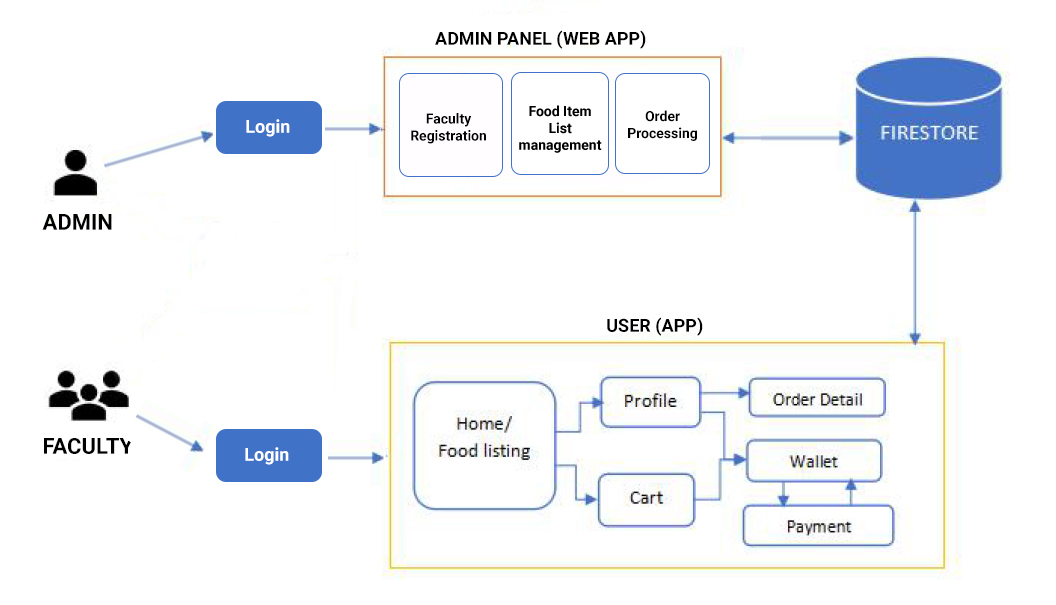 ADMIN PANEL (WEB APP)
Login
Faculty
Registration
Food Item
List
management
Order
Processing
FIRESTORE
ADMIN
USER (APP)
FACULTY
Login
Home/
Food listing
Profile
Order Detail
Cart
Wallet
Payment